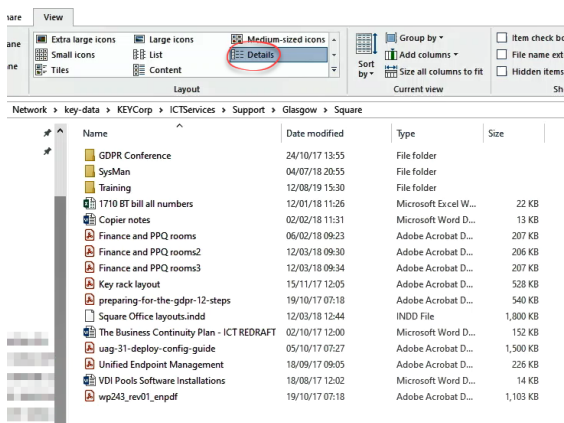 hare View
ane Extra large icons Large icons Medium-sized icons Group by Item check bo
Small icons List Details Sort by Add columns File name ext
ne Tiles Content Size all columns to fit Hidden items
Layout Current view Sh
Network > key-data > KEYCorp > ICTServices > Support > Glasgow > Square
Name Date modified Type Size
GDPR Conference 24/10/17 13:55 File folder
SysMan 04/07/18 20:55 File folder
Training 12/08/19 15:30 File folder
1710 BT bill all numbers 12/01/18 11:26 Microsoft Excel W... 22 KB
Copier notes 02/02/18 11:31 Microsoft Word D... 13 KB
Finance and PPQ rooms 06/02/18 09:23 Adobe Acrobat D... 207 KB
Finance and PPQ rooms2 12/03/18 09:30 Adobe Acrobat D... 206 KB
Finance and PPQ rooms3 12/03/18 09:34 Adobe Acrobat D... 207 KB
Key rack layout 15/11/17 12:05 Adobe Acrobat D... 528 KB
preparing-for-the-gdpr-12-steps 19/10/17 07:18 Adobe Acrobat D... 540 KB
Square Office layouts.indd 12/03/18 12:44 INDD File 1,800 KB
The Business Continuity Plan - ICT REDRAFT 02/10/17 12:00 Microsoft Word D... 152 KB
uag-31-deploy-config-guide 05/10/17 07:27 Adobe Acrobat D... 1,500 KB
Unified Endpoint Management 18/09/17 09:05 Adobe Acrobat D... 226 KB
VDI Pools Software Installations 18/08/17 12:02 Microsoft Word D... 14 KB
wp243_rev01_enpdf 19/10/17 07:18 Adobe Acrobat D... 1,103 KB